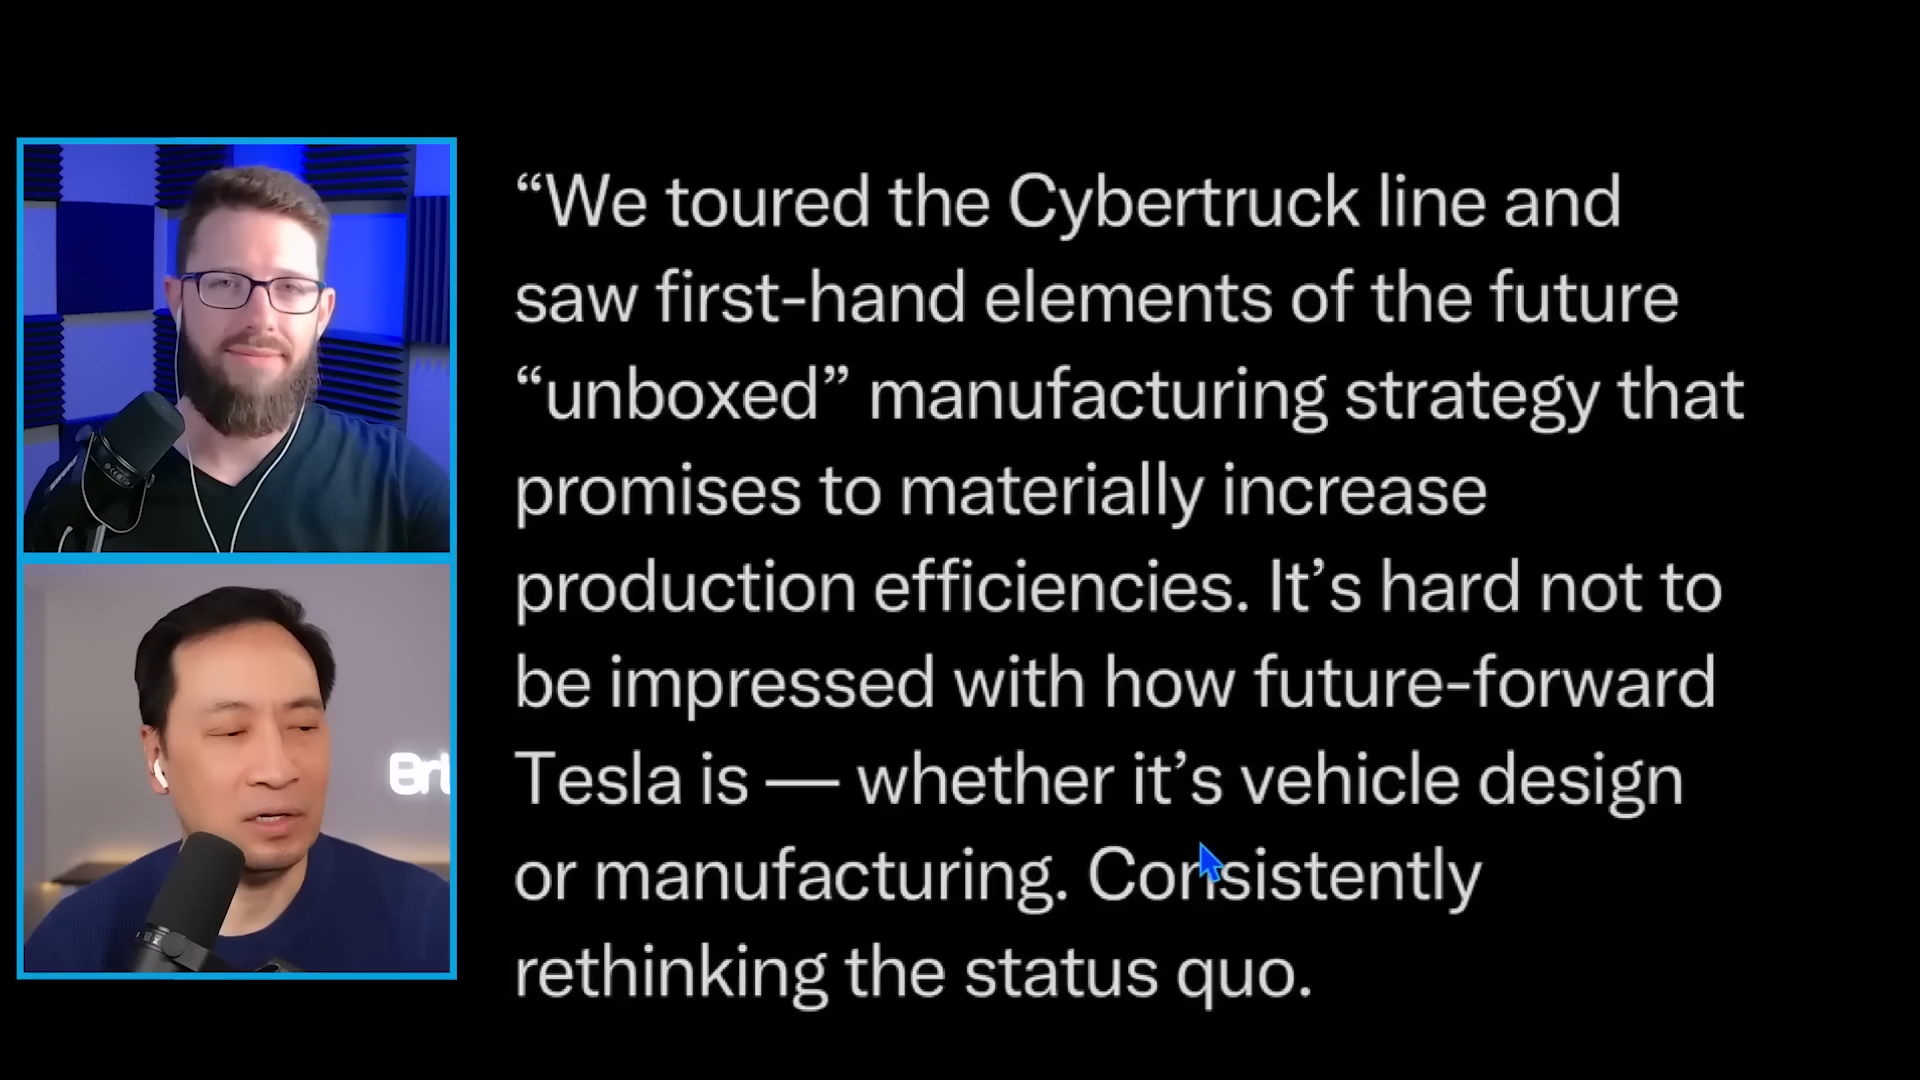 “We toured the Cybertruck line and
saw first-hand elements of the future
“unboxed” manufacturing strategy that
promises to materially increase
production efficiencies. It’s hard not to
be impressed with how future-forward
Tesla is — whether it’s vehicle design
or manufacturing. Consistently
rethinking the status quo.